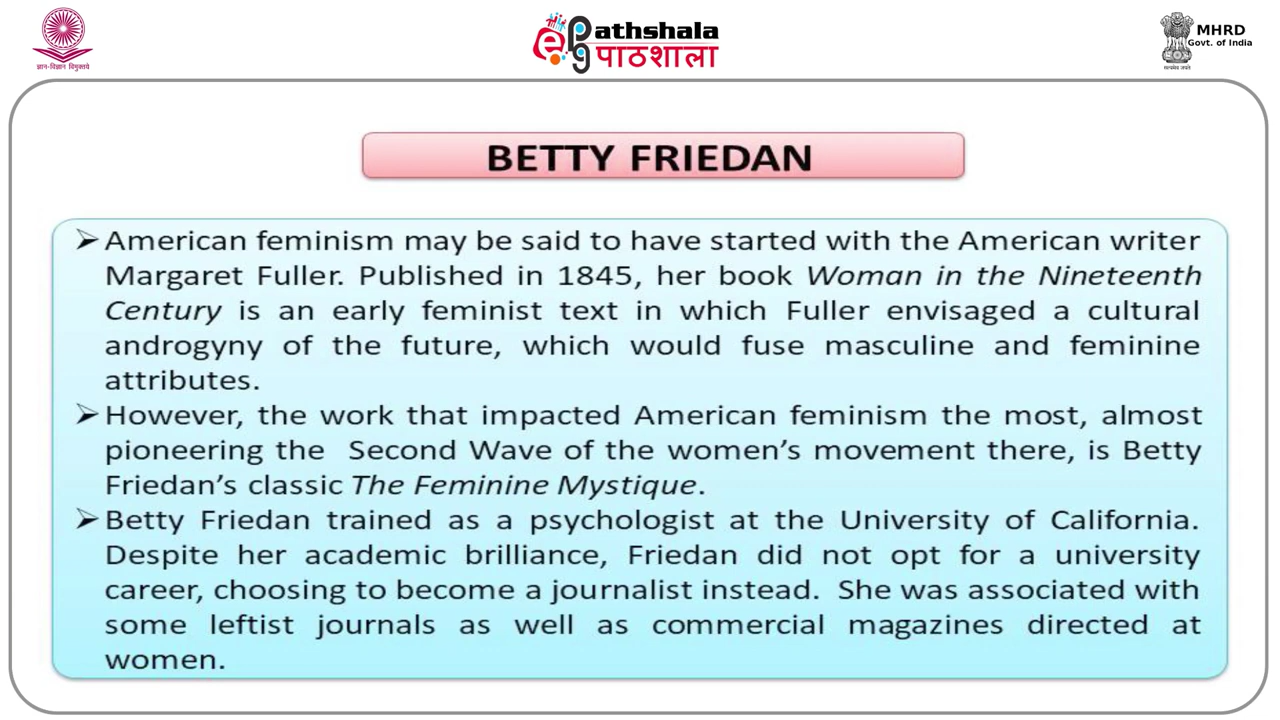 ज्ञान-विज्ञान विमुक्तये
epg
athshala
पाठशाला
सत्यमेव जयते
MHRD
Govt. of India
BETTY FRIEDAN
➢American feminism may be said to have started with the American writer
Margaret Fuller. Published in 1845, her book Woman in the Nineteenth
Century is an early feminist text in which Fuller envisaged a cultural
androgyny of the future, which would fuse masculine and feminine
attributes.
➢However, the work that impacted American feminism the most, almost
pioneering the Second Wave of the women’s movement there, is Betty
Friedan’s classic The Feminine Mystique.
➢Betty Friedan trained as a psychologist at the University of California.
Despite her academic brilliance, Friedan did not opt for a university
career, choosing to become a journalist instead. She was associated with
some leftist journals as well as commercial magazines directed at
women.